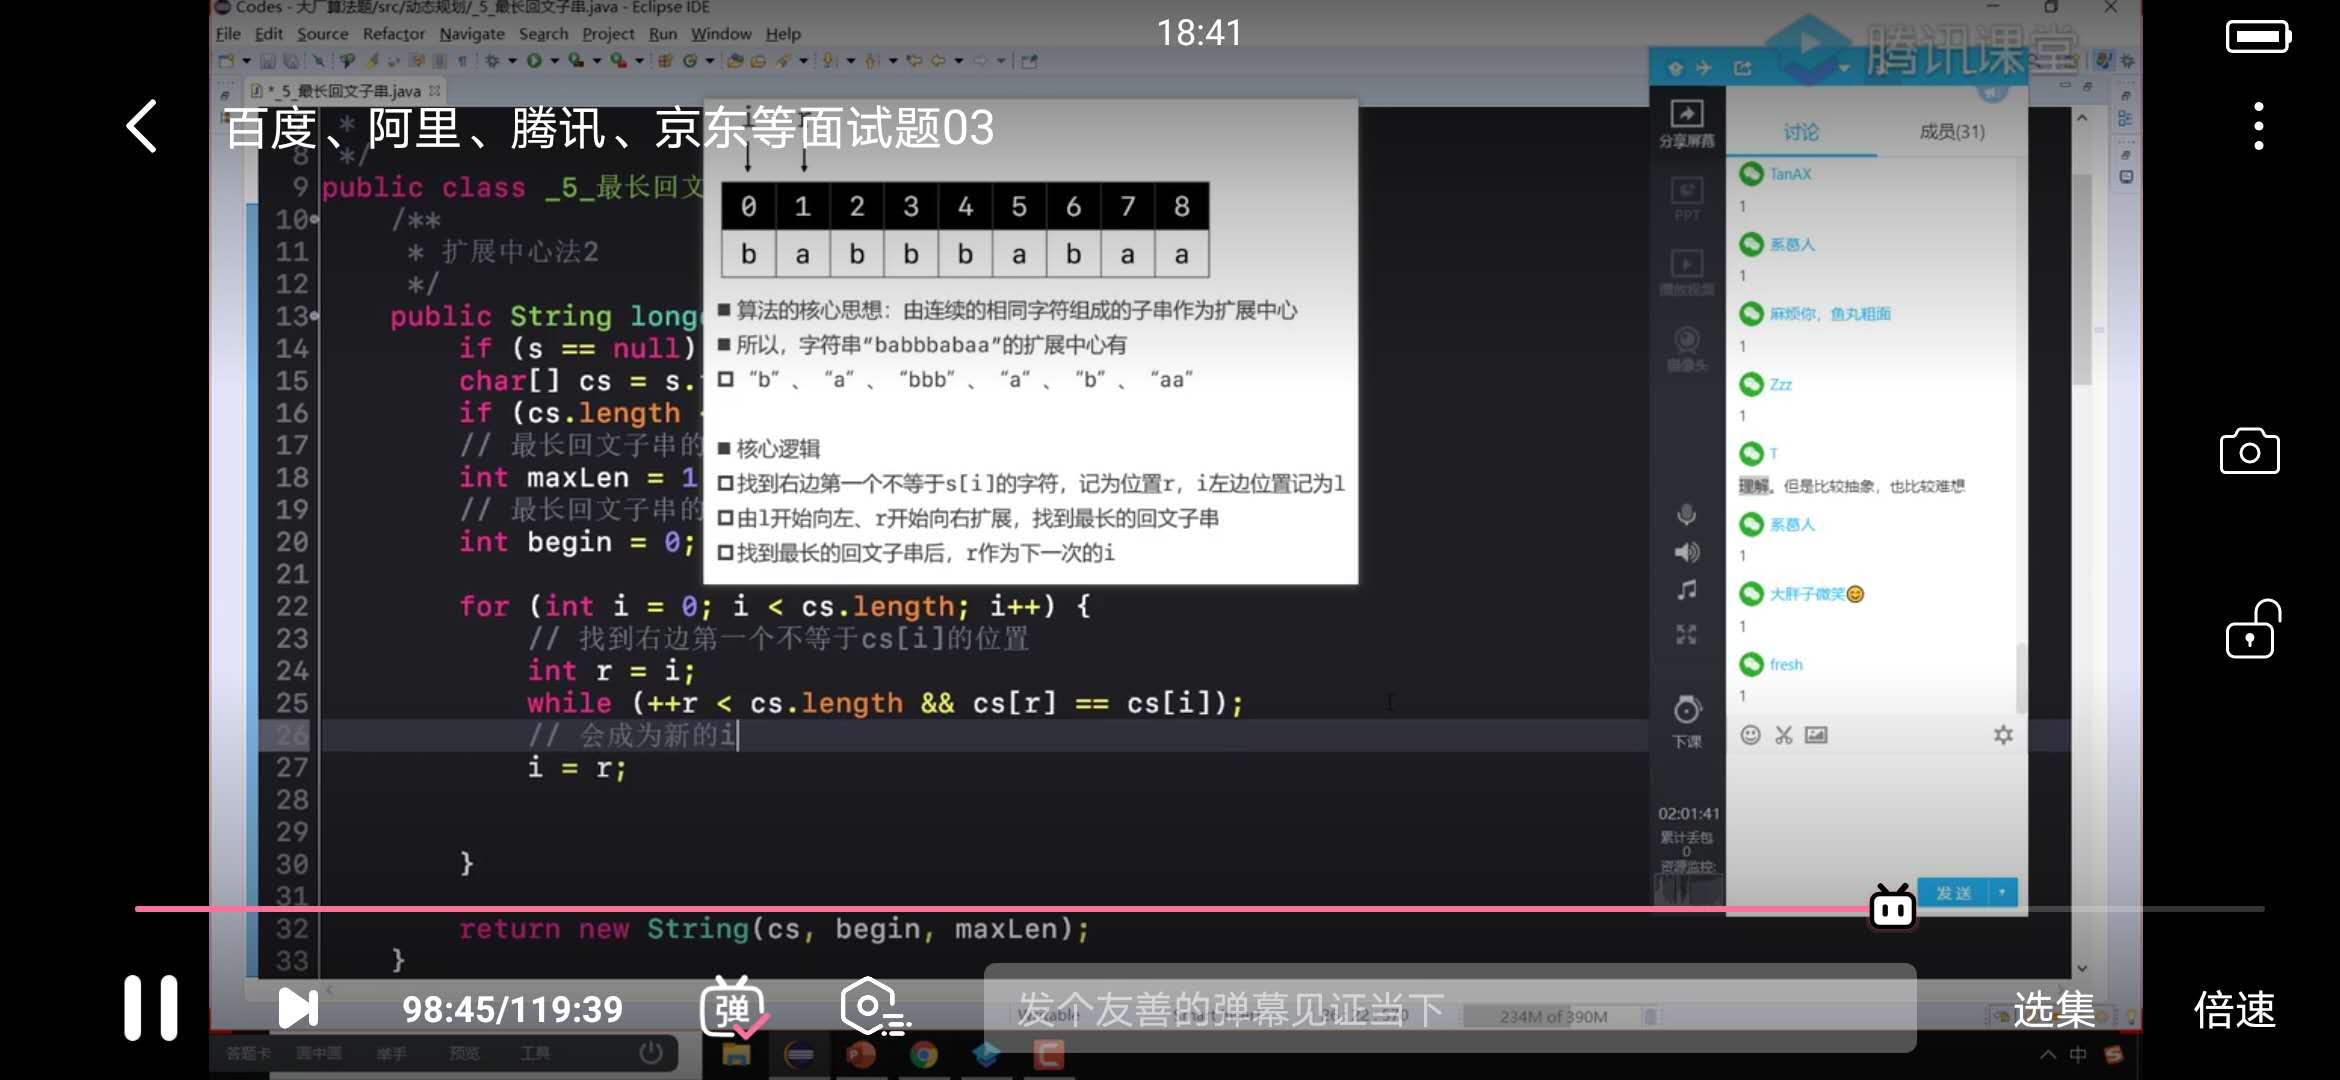 Codes - 大厂算法题/src/动态规划/_5_最长回文子串.java - Eclipse IDE
18:41
File Edit Source Refactor Navigate Search Project Run Window Help
腾讯课堂
*_5_最长回文子串.java
百度、阿里、腾讯、京东等面试题03
*
8 */
9 public class _5_最长回文
10 /**
11 * 扩展中心法2
12 */
13 public String long
14 if (s == null)
15 char[] cs = s.
16 if (cs.length
17 // 最长回文子串的
18 int maxLen = 1
19 // 最长回文子串的
20 int begin = 0;
21
22 for (int i = 0; i < cs.length; i++) {
23 // 找到右边第一个不等于cs[i]的位置
24 int r = i;
25 while (++r < cs.length && cs[r] == cs[i]);
26 // 会成为新的i
27 i = r;
28
29
30 }
31
32 return new String(cs, begin, maxLen);
33 }
0 1 2 3 4 5 6 7 8
b a b b b a b a a
■ 算法的核心思想：由连续的相同字符组成的子串作为扩展中心
■ 所以，字符串“babbbabaa”的扩展中心有
“b”、“a”、“bbb”、“a”、“b”、“aa”
■ 核心逻辑
找到右边第一个不等于s[i]的字符，记为位置r，i左边位置记为l
由l开始向左、r开始向右扩展，找到最长的回文子串
找到最长的回文子串后，r作为下一次的i
分享屏幕
PPT
播放视频
摄像头
下课
02:01:41
累计丢包
0
资源监控:
讨论 成员(31)
TanAX
1
系葛人
1
麻烦你，鱼丸粗面
1
Zzz
1
T
理解。但是比较抽象，也比较难想
系葛人
1
大胖子微笑😊
1
fresh
1
发送
98:45/119:39
弹
发个友善的弹幕见证当下
234M of 390M
选集
倍速
答题卡 画中画 举手 预览 工具
中